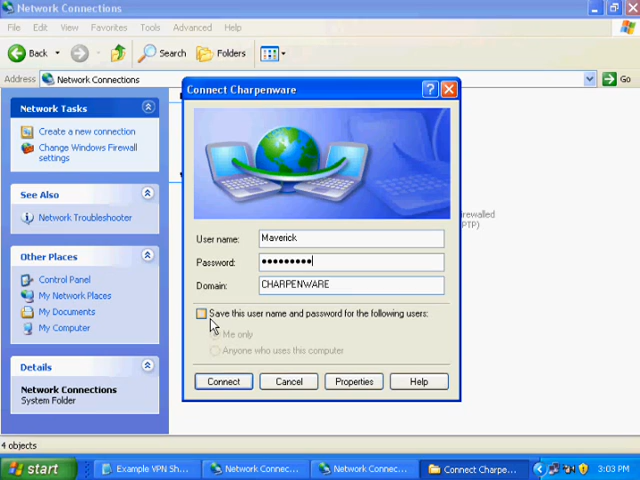 Network Connections
File Edit View Favorites Tools Advanced Help
Back Search Folders
Address Network Connections Go
Network Tasks
Create a new connection
Change Windows Firewall
settings
See Also
Network Troubleshooter
Other Places
Control Panel
My Network Places
My Documents
My Computer
Details
Network Connections
System Folder
Connect Charpenware
User name: Maverick
Password: •••••••••
Domain: CHARPENWARE
Save this user name and password for the following users:
Me only
Anyone who uses this computer
Connect Cancel Properties Help
rewalled
PTP)
4 objects
start Example VPN Sh... Network Connec... Network Connec... Connect Charpe... 3:03 PM